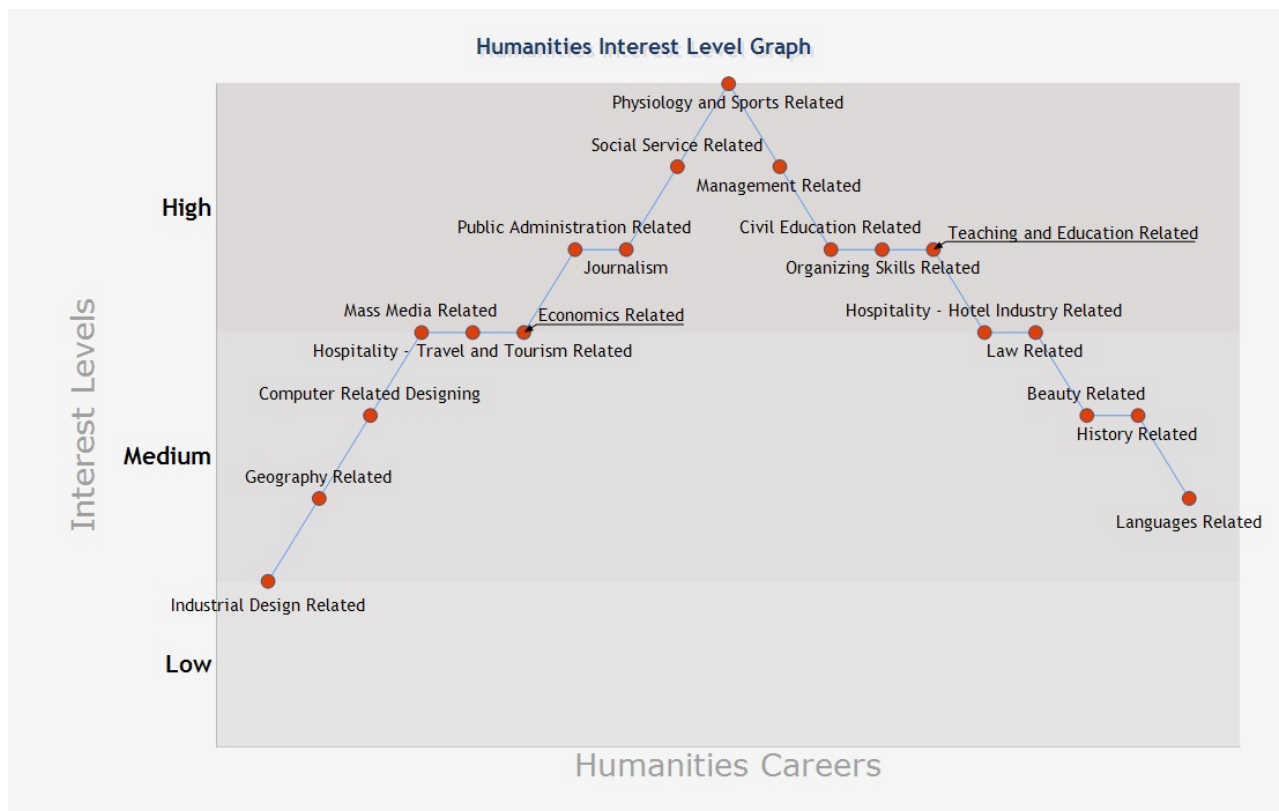 Humanities Interest Level Graph
Physiology and Sports Related
Social Service Related
Management Related
High
Public Administration Related
Civil Education Related
Teaching and Education Related
Journalism
Organizing Skills Related
Mass Media Related
Economics Related
Hospitality - Hotel Industry Related
Hospitality - Travel and Tourism Related
Law Related
Computer Related Designing
Beauty Related
History Related
Interest Levels
Medium
Geography Related
Languages Related
Industrial Design Related
Low
Humanities Careers